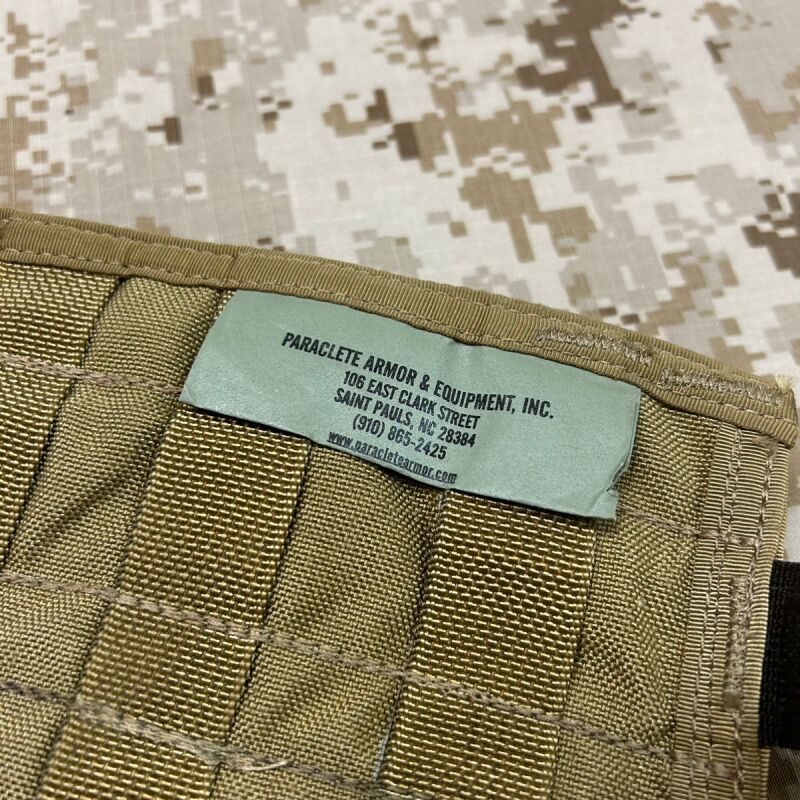 PARACLETE ARMOR & EQUIPMENT, INC.
106 EAST CLARK STREET
SAINT PAULS, NC 28384
(910) 865-2425
www.paracletearmor.com